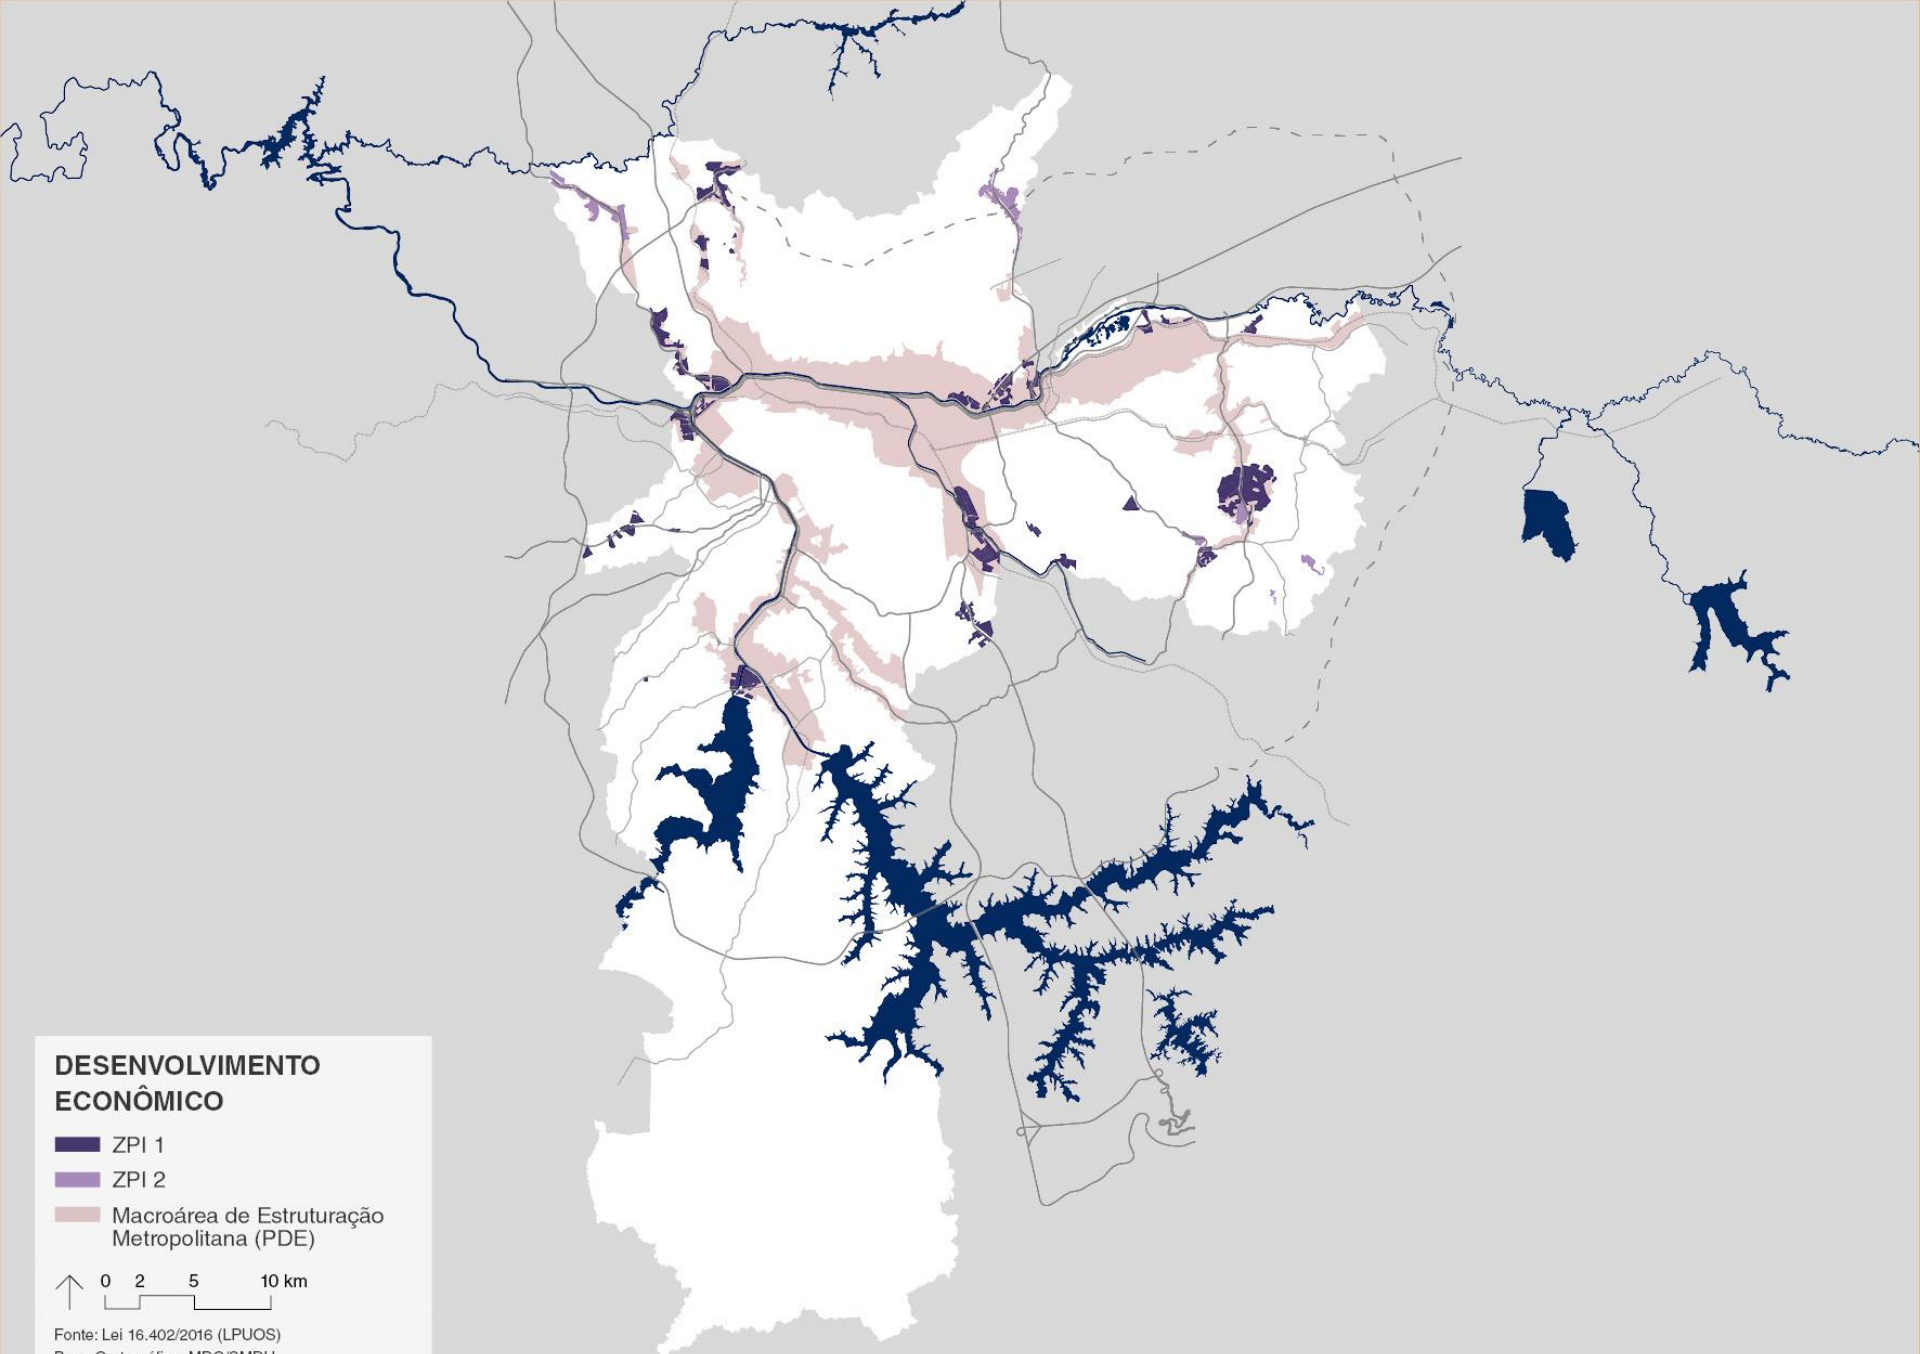 DESENVOLVIMENTO
ECONÔMICO
ZPI 1
ZPI 2
Macroárea de Estruturação
Metropolitana (PDE)
0 2 5 10 km
Fonte: Lei 16.402/2016 (LPUOS)